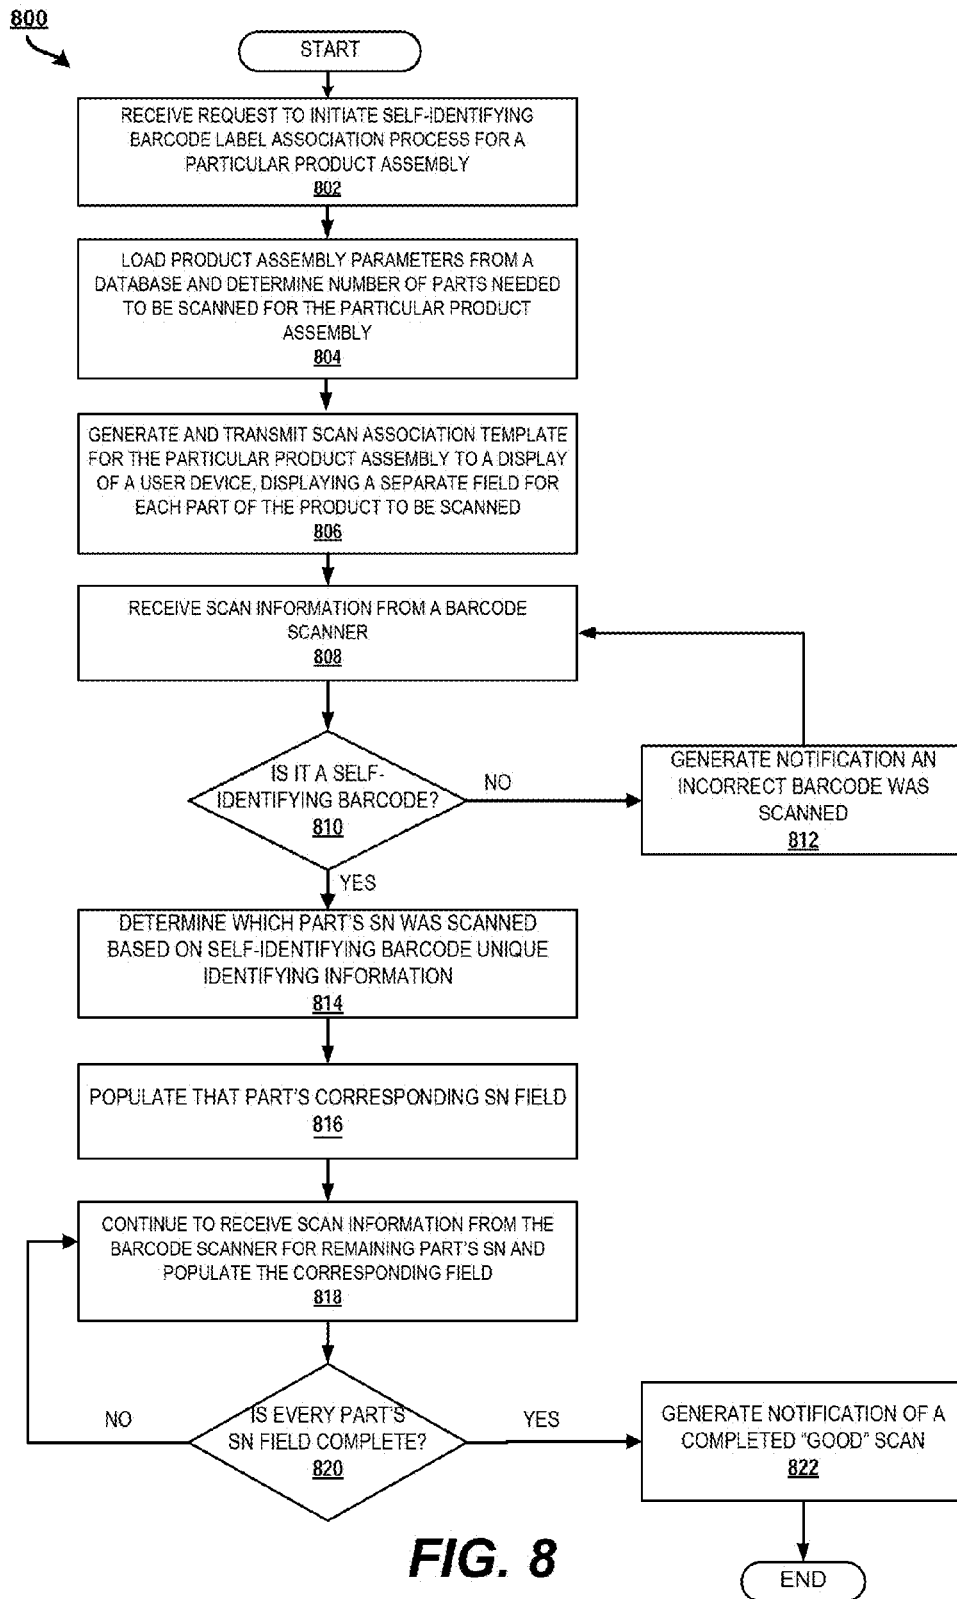 800
START
RECEIVE REQUEST TO INITIATE SELF-IDENTIFYING
BARCODE LABEL ASSOCIATION PROCESS FOR A
PARTICULAR PRODUCT ASSEMBLY
802
LOAD PRODUCT ASSEMBLY PARAMETERS FROM A
DATABASE AND DETERMINE NUMBER OF PARTS NEEDED
TO BE SCANNED FOR THE PARTICULAR PRODUCT
ASSEMBLY
804
GENERATE AND TRANSMIT SCAN ASSOCIATION TEMPLATE
FOR THE PARTICULAR PRODUCT ASSEMBLY TO A DISPLAY
OF A USER DEVICE, DISPLAYING A SEPARATE FIELD FOR
EACH PART OF THE PRODUCT TO BE SCANNED
806
RECEIVE SCAN INFORMATION FROM A BARCODE
SCANNER
808
IS IT A SELF-
IDENTIFYING BARCODE?
810
NO
GENERATE NOTIFICATION AN
INCORRECT BARCODE WAS
SCANNED
812
YES
DETERMINE WHICH PART'S SN WAS SCANNED
BASED ON SELF-IDENTIFYING BARCODE UNIQUE
IDENTIFYING INFORMATION
814
POPULATE THAT PART'S CORRESPONDING SN FIELD
816
CONTINUE TO RECEIVE SCAN INFORMATION FROM THE
BARCODE SCANNER FOR REMAINING PART'S SN AND
POPULATE THE CORRESPONDING FIELD
818
NO
IS EVERY PART'S
SN FIELD COMPLETE?
820
YES
GENERATE NOTIFICATION OF A
COMPLETED "GOOD" SCAN
822
END
FIG. 8